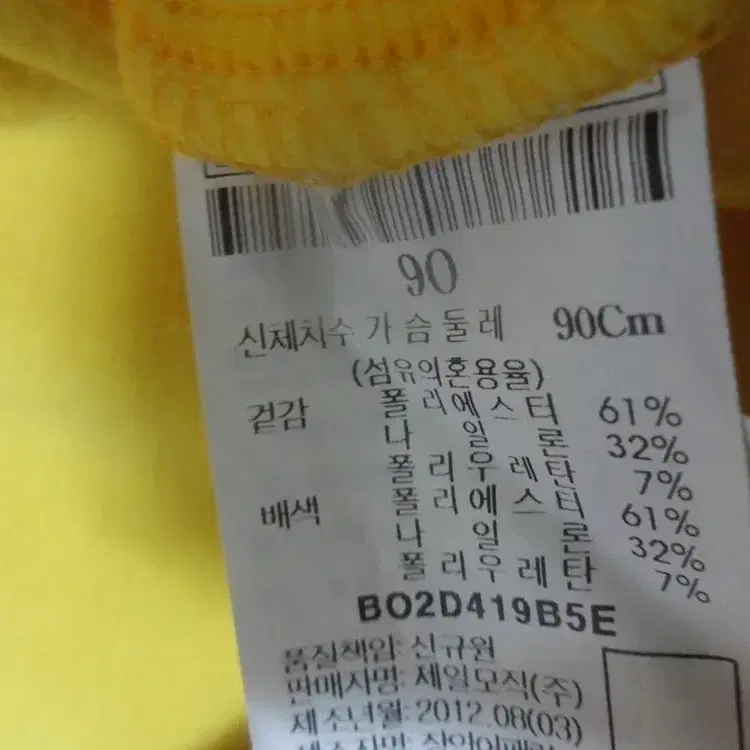 90
신체치수 가슴둘레 90Cm
(섬유의혼용율)
겉감 폴리에스터 61%
나일론 32%
폴리우레탄 7%
배색 폴리에스터 61%
나일론 32%
폴리우레탄 7%
BO2D419B5E
품질책임: 신규원
판매자명: 제일모직(주)
제조년월: 2012.08(03)